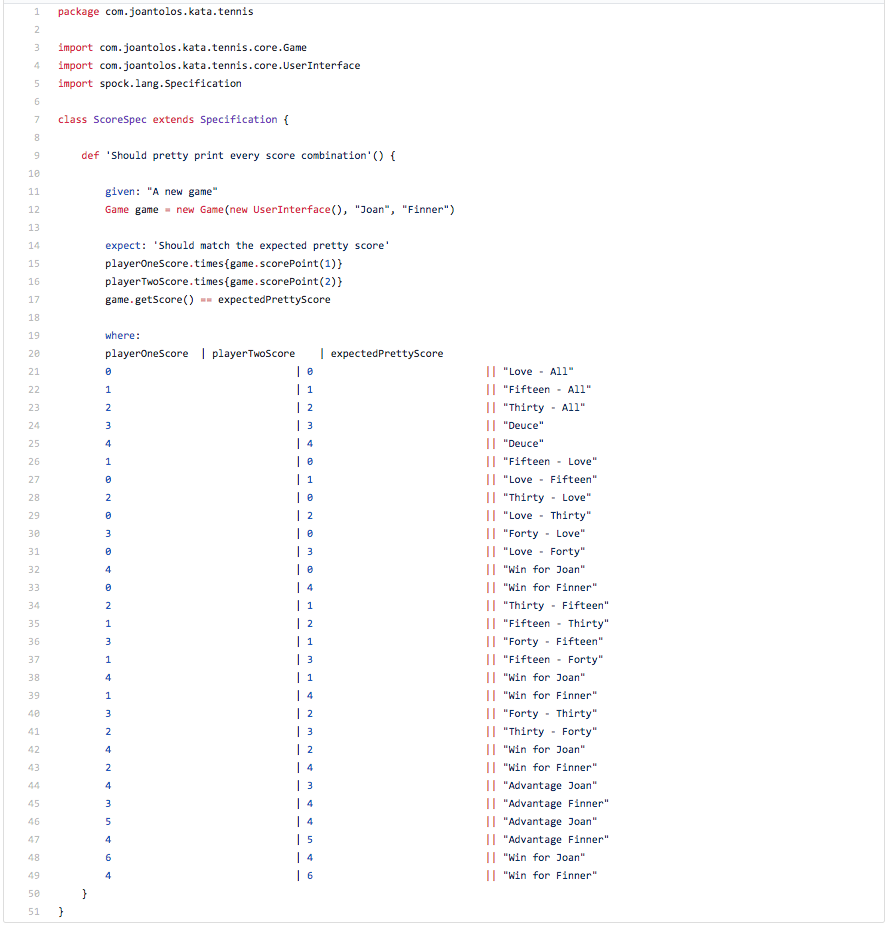 1 package com.joantolos.kata.tennis
2
3 import com.joantolos.kata.tennis.core.Game
4 import com.joantolos.kata.tennis.core.UserInterface
5 import spock.lang.Specification
6
7 class ScoreSpec extends Specification {
8
9 def 'Should pretty print every score combination'() {
10
11 given: "A new game"
12 Game game = new Game(new UserInterface(), "Joan", "Finner")
13
14 expect: 'Should match the expected pretty score'
15 playerOneScore.times{game.scorePoint(1)}
16 playerTwoScore.times{game.scorePoint(2)}
17 game.getScore() == expectedPrettyScore
18
19 where:
20 playerOneScore | playerTwoScore | expectedPrettyScore
21 0 | 0 || "Love - All"
22 1 | 1 || "Fifteen - All"
23 2 | 2 || "Thirty - All"
24 3 | 3 || "Deuce"
25 4 | 4 || "Deuce"
26 1 | 0 || "Fifteen - Love"
27 0 | 1 || "Love - Fifteen"
28 2 | 0 || "Thirty - Love"
29 0 | 2 || "Love - Thirty"
30 3 | 0 || "Forty - Love"
31 0 | 3 || "Love - Forty"
32 4 | 0 || "Win for Joan"
33 0 | 4 || "Win for Finner"
34 2 | 1 || "Thirty - Fifteen"
35 1 | 2 || "Fifteen - Thirty"
36 3 | 1 || "Forty - Fifteen"
37 1 | 3 || "Fifteen - Forty"
38 4 | 1 || "Win for Joan"
39 1 | 4 || "Win for Finner"
40 3 | 2 || "Forty - Thirty"
41 2 | 3 || "Thirty - Forty"
42 4 | 2 || "Win for Joan"
43 2 | 4 || "Win for Finner"
44 4 | 3 || "Advantage Joan"
45 3 | 4 || "Advantage Finner"
46 5 | 4 || "Advantage Joan"
47 4 | 5 || "Advantage Finner"
48 6 | 4 || "Win for Joan"
49 4 | 6 || "Win for Finner"
50 }
51 }